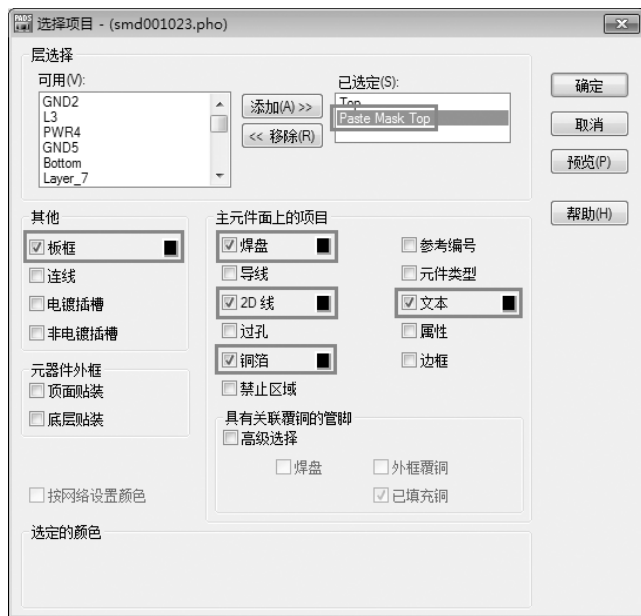 选择项目 - (smd001023.pho)
层选择
可用(V):
已选定(S):
GND2
L3
PWR4
GND5
Bottom
Layer_7
添加(A) >>
<< 移除(R)
Top
Paste Mask Top
确定
取消
预览(P)
帮助(H)
其他
板框
连线
电镀插槽
非电镀插槽
元器件外框
顶面贴装
底层贴装
按网络设置颜色
主元件面上的项目
焊盘
参考编号
导线
元件类型
2D 线
文本
过孔
属性
铜箔
边框
禁止区域
具有关联覆铜的管脚
高级选择
焊盘
外框覆铜
已填充铜
选定的颜色